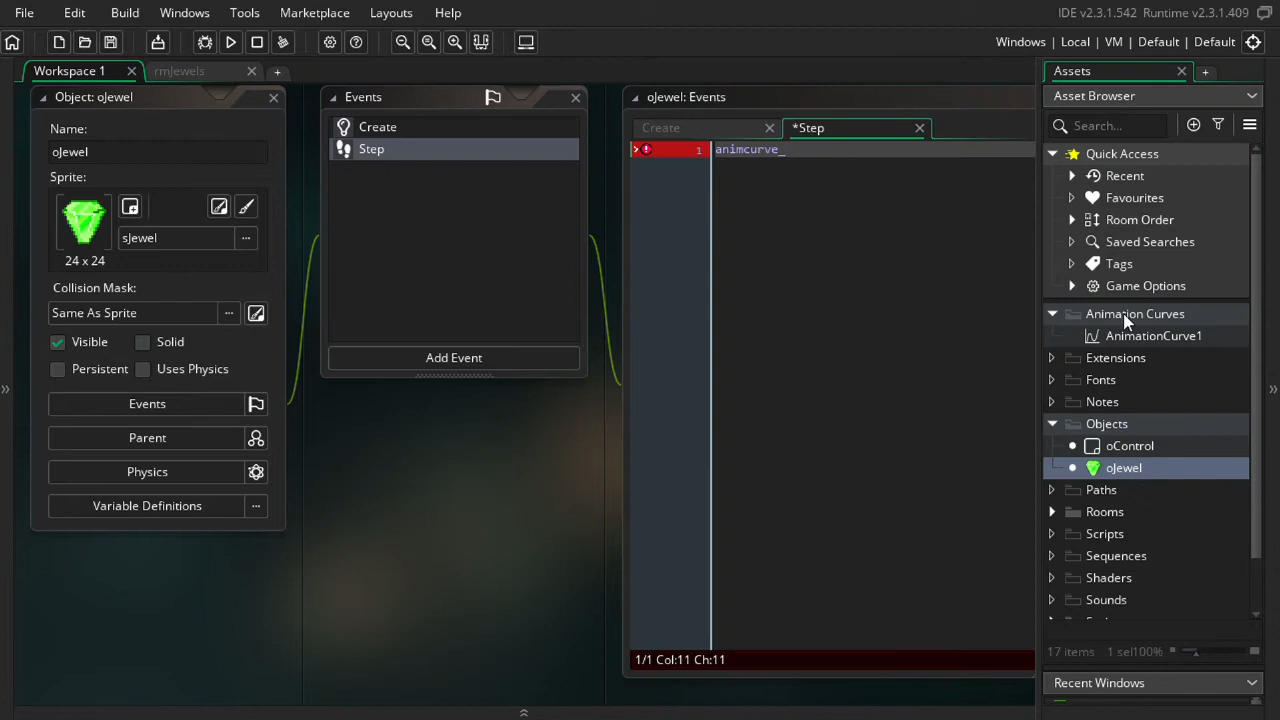 File Edit Build Windows Tools Marketplace Layouts Help
IDE v2.3.1.542 Runtime v2.3.1.409
Windows | Local | VM | Default | Default
Workspace 1
rmJewels
Object: oJewel
Name:
oJewel
Sprite:
sJewel
24 x 24
Collision Mask:
Same As Sprite
Visible
Solid
Persistent
Uses Physics
Events
Parent
Physics
Variable Definitions
Events
Create
Step
Add Event
oJewel: Events
Create
*Step
1
animcurve_
1/1 Col:11 Ch:11
Assets
Asset Browser
Search...
Quick Access
Recent
Favourites
Room Order
Saved Searches
Tags
Game Options
Animation Curves
AnimationCurve1
Extensions
Fonts
Notes
Objects
oControl
oJewel
Paths
Rooms
Scripts
Sequences
Shaders
Sounds
17 items 1 sel100%
Recent Windows